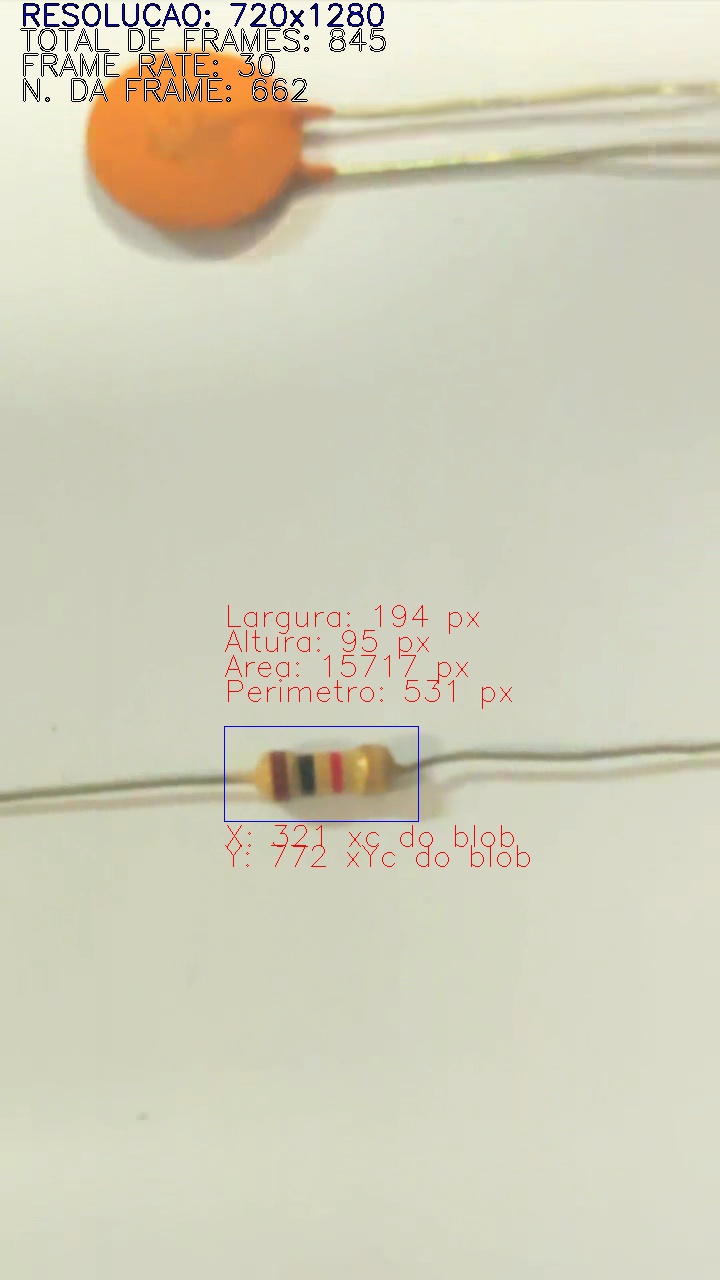 RESOLUCAO: 720x1280
TOTAL DE FRAMES: 845
FRAME RATE: 30
N. DA FRAME: 662
Largura: 194 px
Altura: 95 px
Area: 15717 px
Perimetro: 531 px
X: 321 xc do blob
Y: 772 xYc do blob